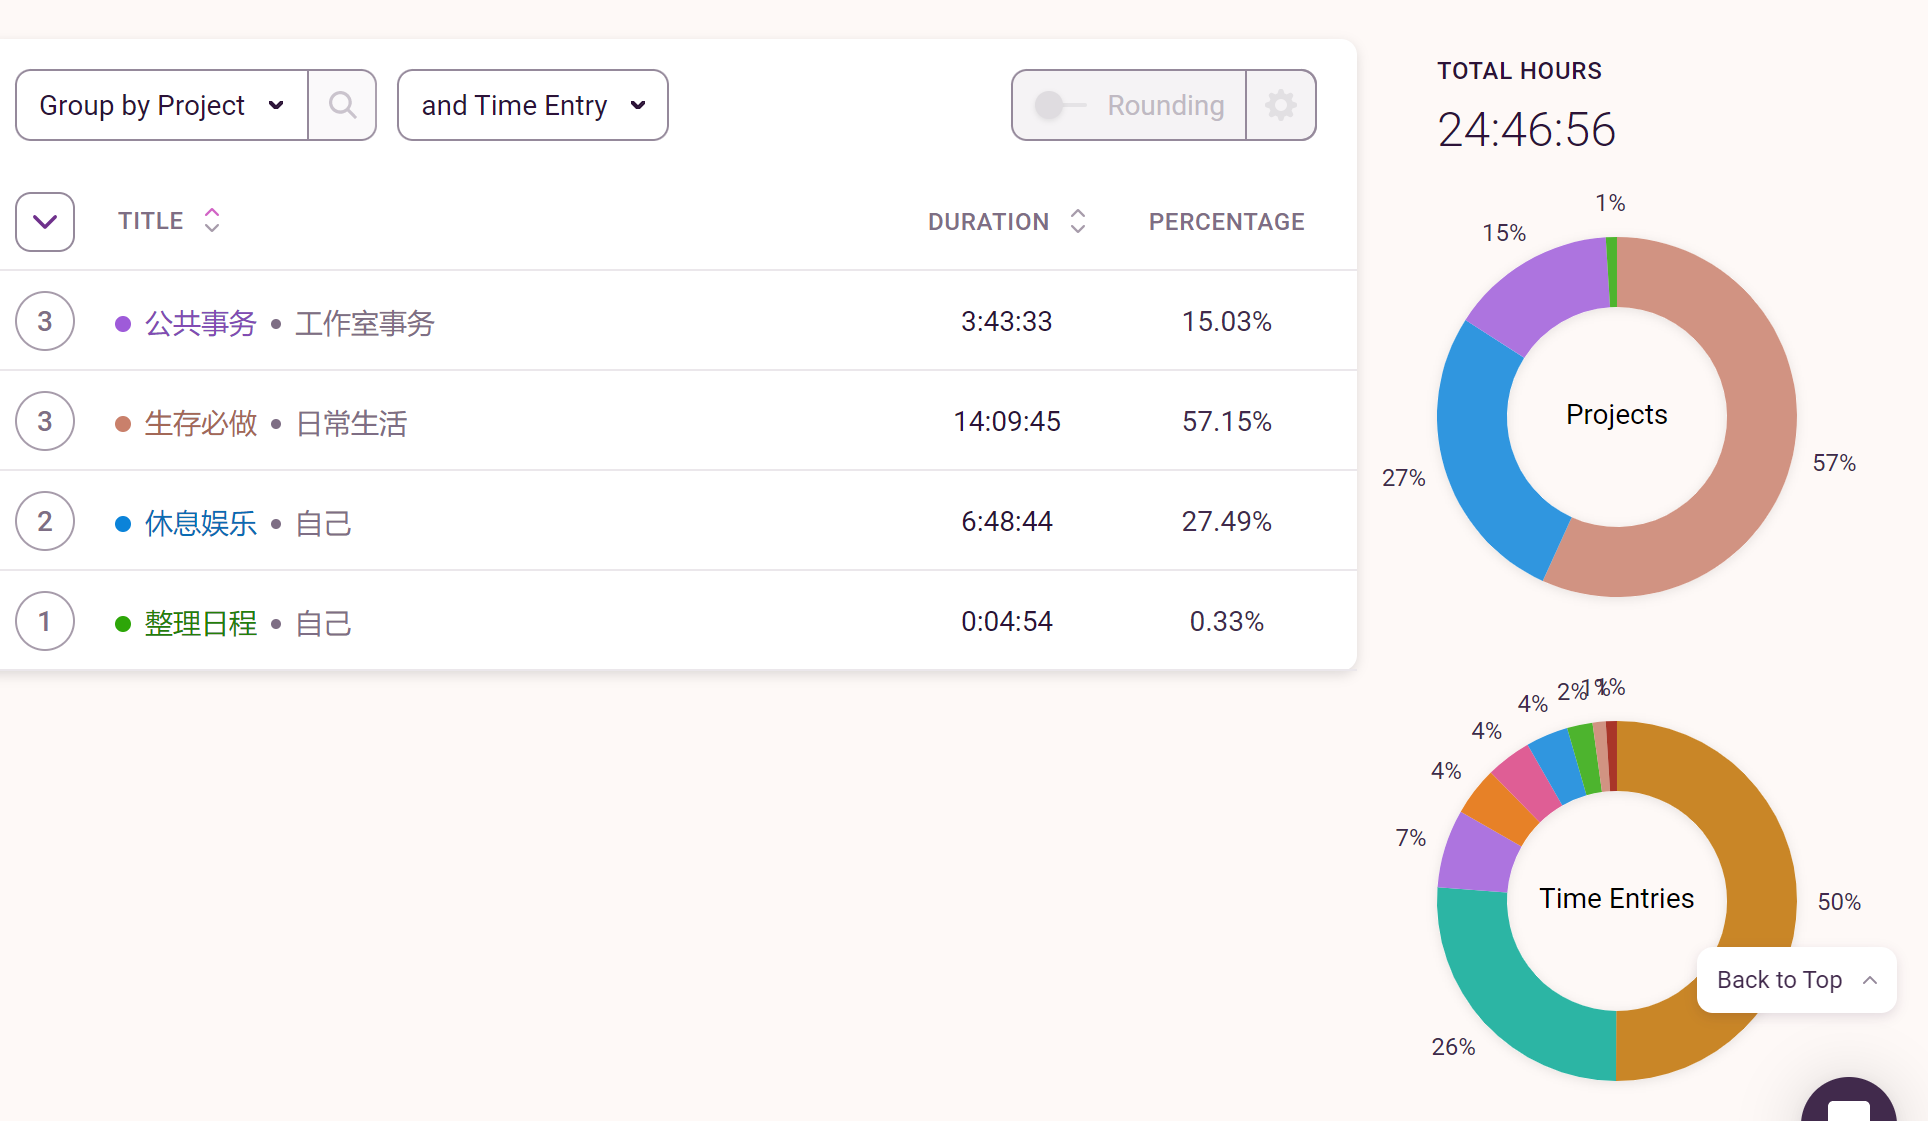 Group by Project
and Time Entry
Rounding
TITLE
DURATION
PERCENTAGE
3 公共事务 • 工作室事务 3:43:33 15.03%
3 生存必做 • 日常生活 14:09:45 57.15%
2 休息娱乐 • 自己 6:48:44 27.49%
1 整理日程 • 自己 0:04:54 0.33%
TOTAL HOURS
24:46:56
1%
15%
Projects
57%
27%
1%
1%
2%
4%
4%
4%
7%
Time Entries
50%
Back to Top
26%